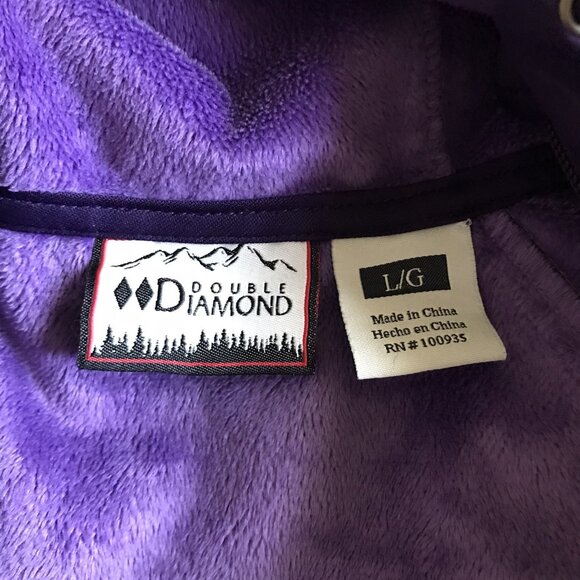 DOUBLE
DIAMOND
L/G
Made in China
Hecho en China
RN# 100935